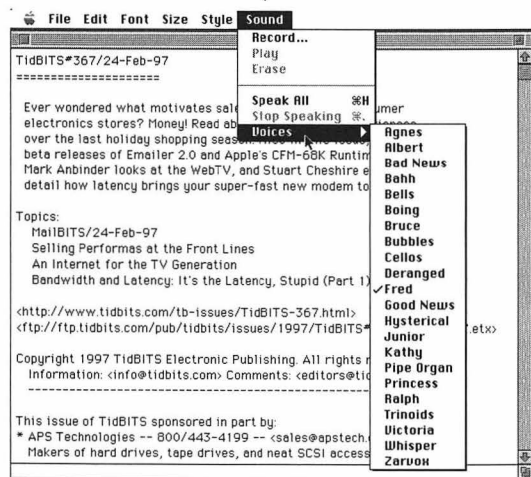 File Edit Font Size Style Sound
Record...
Play
Erase
Speak All ⌘H
Stop Speaking ⌘.
Voices
Agnes
Albert
Bad News
Bahh
Bells
Boing
Bruce
Bubbles
Cellos
Deranged
✓Fred
Good News
Hysterical
Junior
Kathy
Pipe Organ
Princess
Ralph
Trinoids
Victoria
Whisper
Zarvox
TidBITS#367/24-Feb-97
=====================
Ever wondered what motivates umer
electronics stores? Money! Read
over the last holiday shopping
beta releases of Emailer 2.0 and Apple's CFM-68K
Mark Anbinder looks at the WebTV, and Stuart Cheshire
detail how latency brings your super-fast new modem to
Topics:
MailBITS/24-Feb-97
Selling Performas at the Front Lines
An Internet for the TV Generation
Bandwidth and Latency: It's the Latency, Stupid (Part 1)
<http://www.tidbits.com/tb-issues/TidBITS-367.html>
<ftp://ftp.tidbits.com/pub/tidbits/issues/1997/TidBITS# .etx>
Copyright 1997 TidBITS Electronic Publishing. All rights
Information: <info@tidbits.com> Comments: <editors@tid
This issue of TidBITS sponsored in part by:
* APS Technologies -- 800/443-4199 -- <sales@apstech.
Makers of hard drives, tape drives, and neat SCSI access